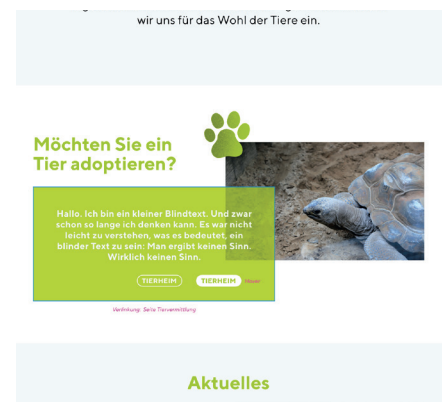 wir uns für das Wohl der Tiere ein.
Möchten Sie ein
Tier adoptieren?
Hallo. Ich bin ein kleiner Blindtext. Und zwar
schon so lange ich denken kann. Es war nicht
leicht zu verstehen, was es bedeutet, ein
blinder Text zu sein: Man ergibt keinen Sinn.
Wirklich keinen Sinn.
TIERHEIM TIERHEIM Hover
Verlinkung: Seite Tiervermittlung
Aktuelles